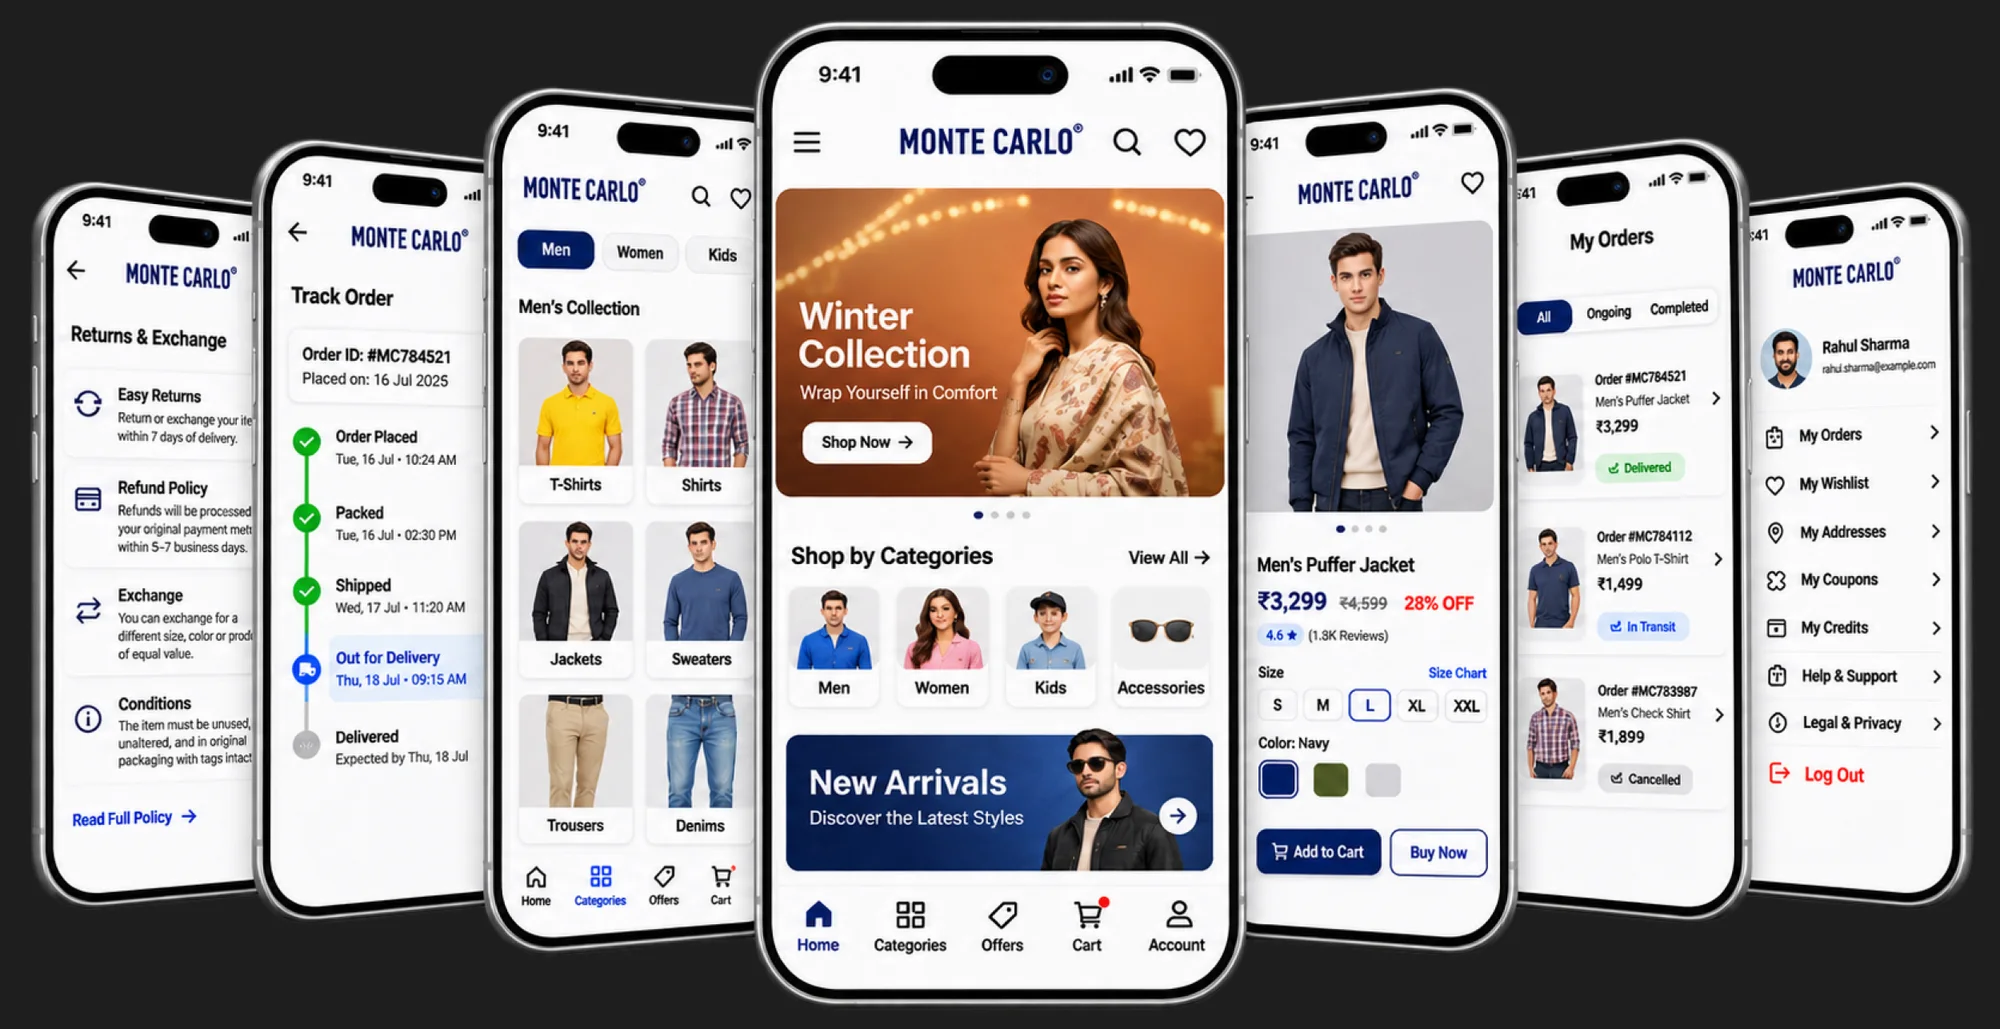 9:41
MONTE CARLO®
Returns & Exchange
Easy Returns
Return or exchange your ite
within 7 days of delivery.
Refund Policy
Refunds will be processed
your original payment met
within 5-7 business days.
Exchange
You can exchange for a
different size, color or prod
of equal value.
Conditions
The item must be unused,
unaltered, and in original
packaging with tags intact
Read Full Policy →
9:41
MONTE CARLO®
Track Order
Order ID: #MC784521
Placed on: 16 Jul 2025
Order Placed
Tue, 16 Jul • 10:24 AM
Packed
Tue, 16 Jul • 02:30 PM
Shipped
Wed, 17 Jul • 11:20 AM
Out for Delivery
Thu, 18 Jul • 09:15 AM
Delivered
Expected by Thu, 18 Jul
9:41
MONTE CARLO®
Men Women Kids
Men's Collection
T-Shirts Shirts
Jackets Sweaters
Trousers Denims
Home Categories Offers Cart
9:41
MONTE CARLO®
Winter
Collection
Wrap Yourself in Comfort
Shop Now →
Shop by Categories View All →
Men Women Kids Accessories
New Arrivals
Discover the Latest Styles
Home Categories Offers Cart Account
9:41
MONTE CARLO®
Men's Puffer Jacket
₹3,299 ₹4,599 28% OFF
4.6 ★ (1.3K Reviews)
Size Size Chart
S M L XL XXL
Color: Navy
Add to Cart Buy Now
:41
My Orders
All Ongoing Completed
Order #MC784521
Men's Puffer Jacket
₹3,299
Delivered
Order #MC784112
Men's Polo T-Shirt
₹1,499
In Transit
Order #MC783987
Men's Check Shirt
₹1,899
Cancelled
:41
MONTE CARLO®
Rahul Sharma
rahul.sharma@example.com
My Orders
My Wishlist
My Addresses
My Coupons
My Credits
Help & Support
Legal & Privacy
Log Out